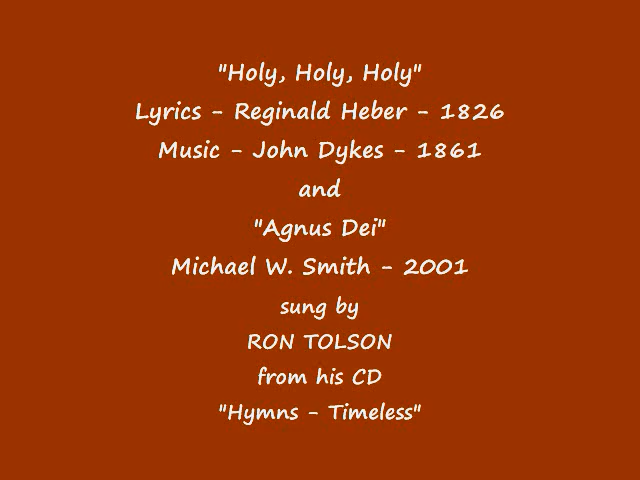 "Holy, Holy, Holy"
Lyrics - Reginald Heber - 1826
Music - John Dykes - 1861
and
"Agnus Dei"
Michael W. Smith - 2001
sung by
RON TOLSON
from his CD
"Hymns - Timeless"